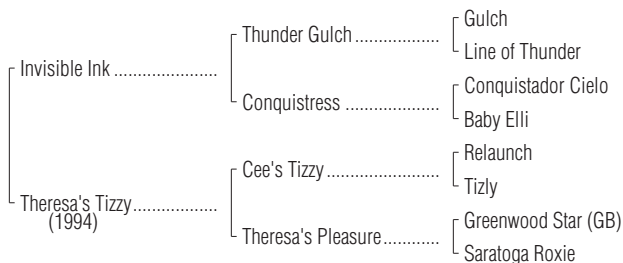 Gulch
Thunder Gulch ..................
Line of Thunder
Invisible Ink ......................
Conquistador Cielo
Conquistress ....................
Baby Elli
Relaunch
Cee's Tizzy ........................
Tizly
Theresa's Tizzy..................
(1994)
Greenwood Star (GB)
Theresa's Pleasure............
Saratoga Roxie